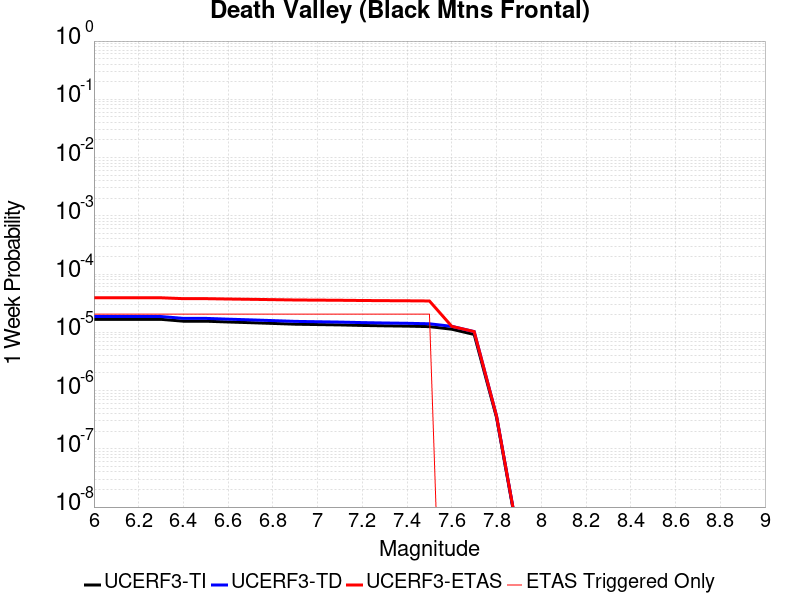 Death Valley (Black Mtns Frontal)
10 0
10 -1
10 -2
10 -3
10 -4
10 -5
10 -6
10 -7
10 -8
1 Week Probability
6 6.2 6.4 6.6 6.8 7 7.2 7.4 7.6 7.8 8 8.2 8.4 8.6 8.8 9
Magnitude
UCERF3-TI UCERF3-TD UCERF3-ETAS ETAS Triggered Only